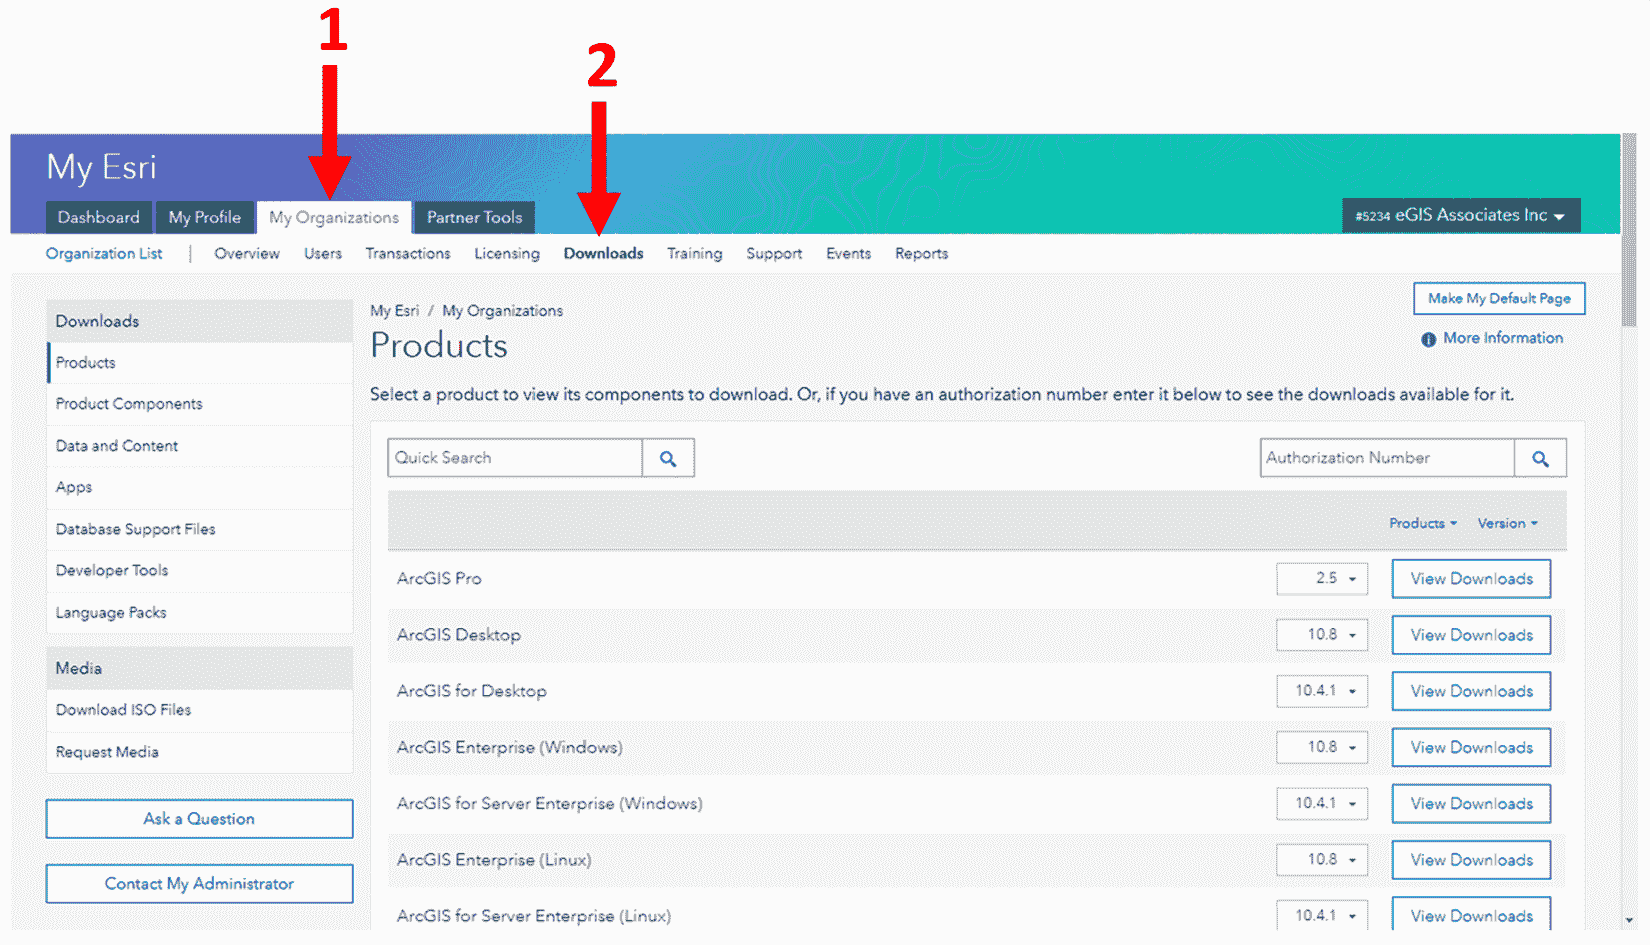 1
2
My Esri
Dashboard My Profile My Organizations Partner Tools
#5234 eGIS Associates Inc
Organization List | Overview Users Transactions Licensing Downloads Training Support Events Reports
Downloads
Products
Product Components
Data and Content
Apps
Database Support Files
Developer Tools
Language Packs
Media
Download ISO Files
Request Media
Ask a Question
Contact My Administrator
My Esri / My Organizations
Products
Make My Default Page
More Information
Select a product to view its components to download. Or, if you have an authorization number enter it below to see the downloads available for it.
Quick Search
Authorization Number
Products Version
ArcGIS Pro 2.5 View Downloads
ArcGIS Desktop 10.8 View Downloads
ArcGIS for Desktop 10.4.1 View Downloads
ArcGIS Enterprise (Windows) 10.8 View Downloads
ArcGIS for Server Enterprise (Windows) 10.4.1 View Downloads
ArcGIS Enterprise (Linux) 10.8 View Downloads
ArcGIS for Server Enterprise (Linux) 10.4.1 View Downloads